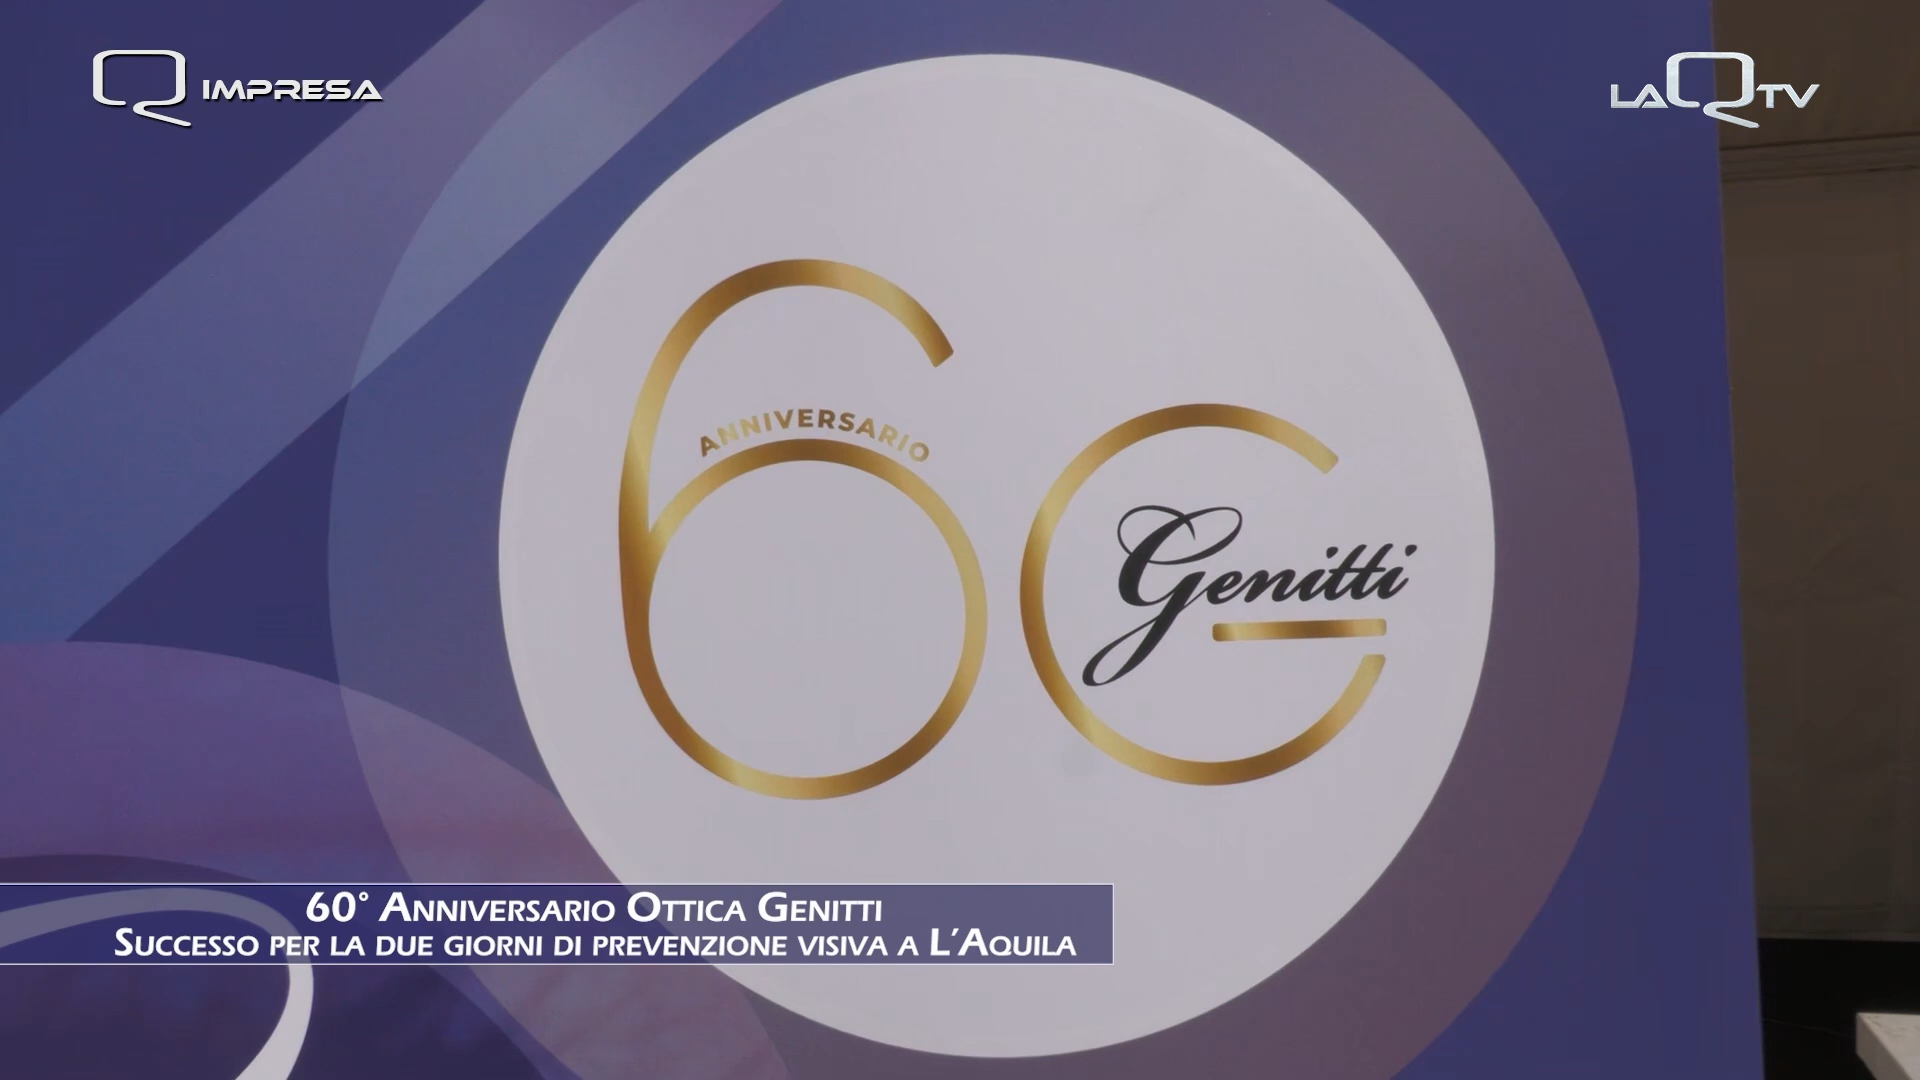 Q IMPRESA
LAQTV
60
ANNIVERSARIO
Genitti
60° Anniversario Ottica Genitti
Successo per la due giorni di prevenzione visiva a L'Aquila